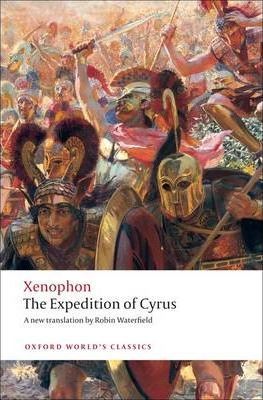 Xenophon
The Expedition of Cyrus
A new translation by Robin Waterfield
OXFORD WORLD'S CLASSICS